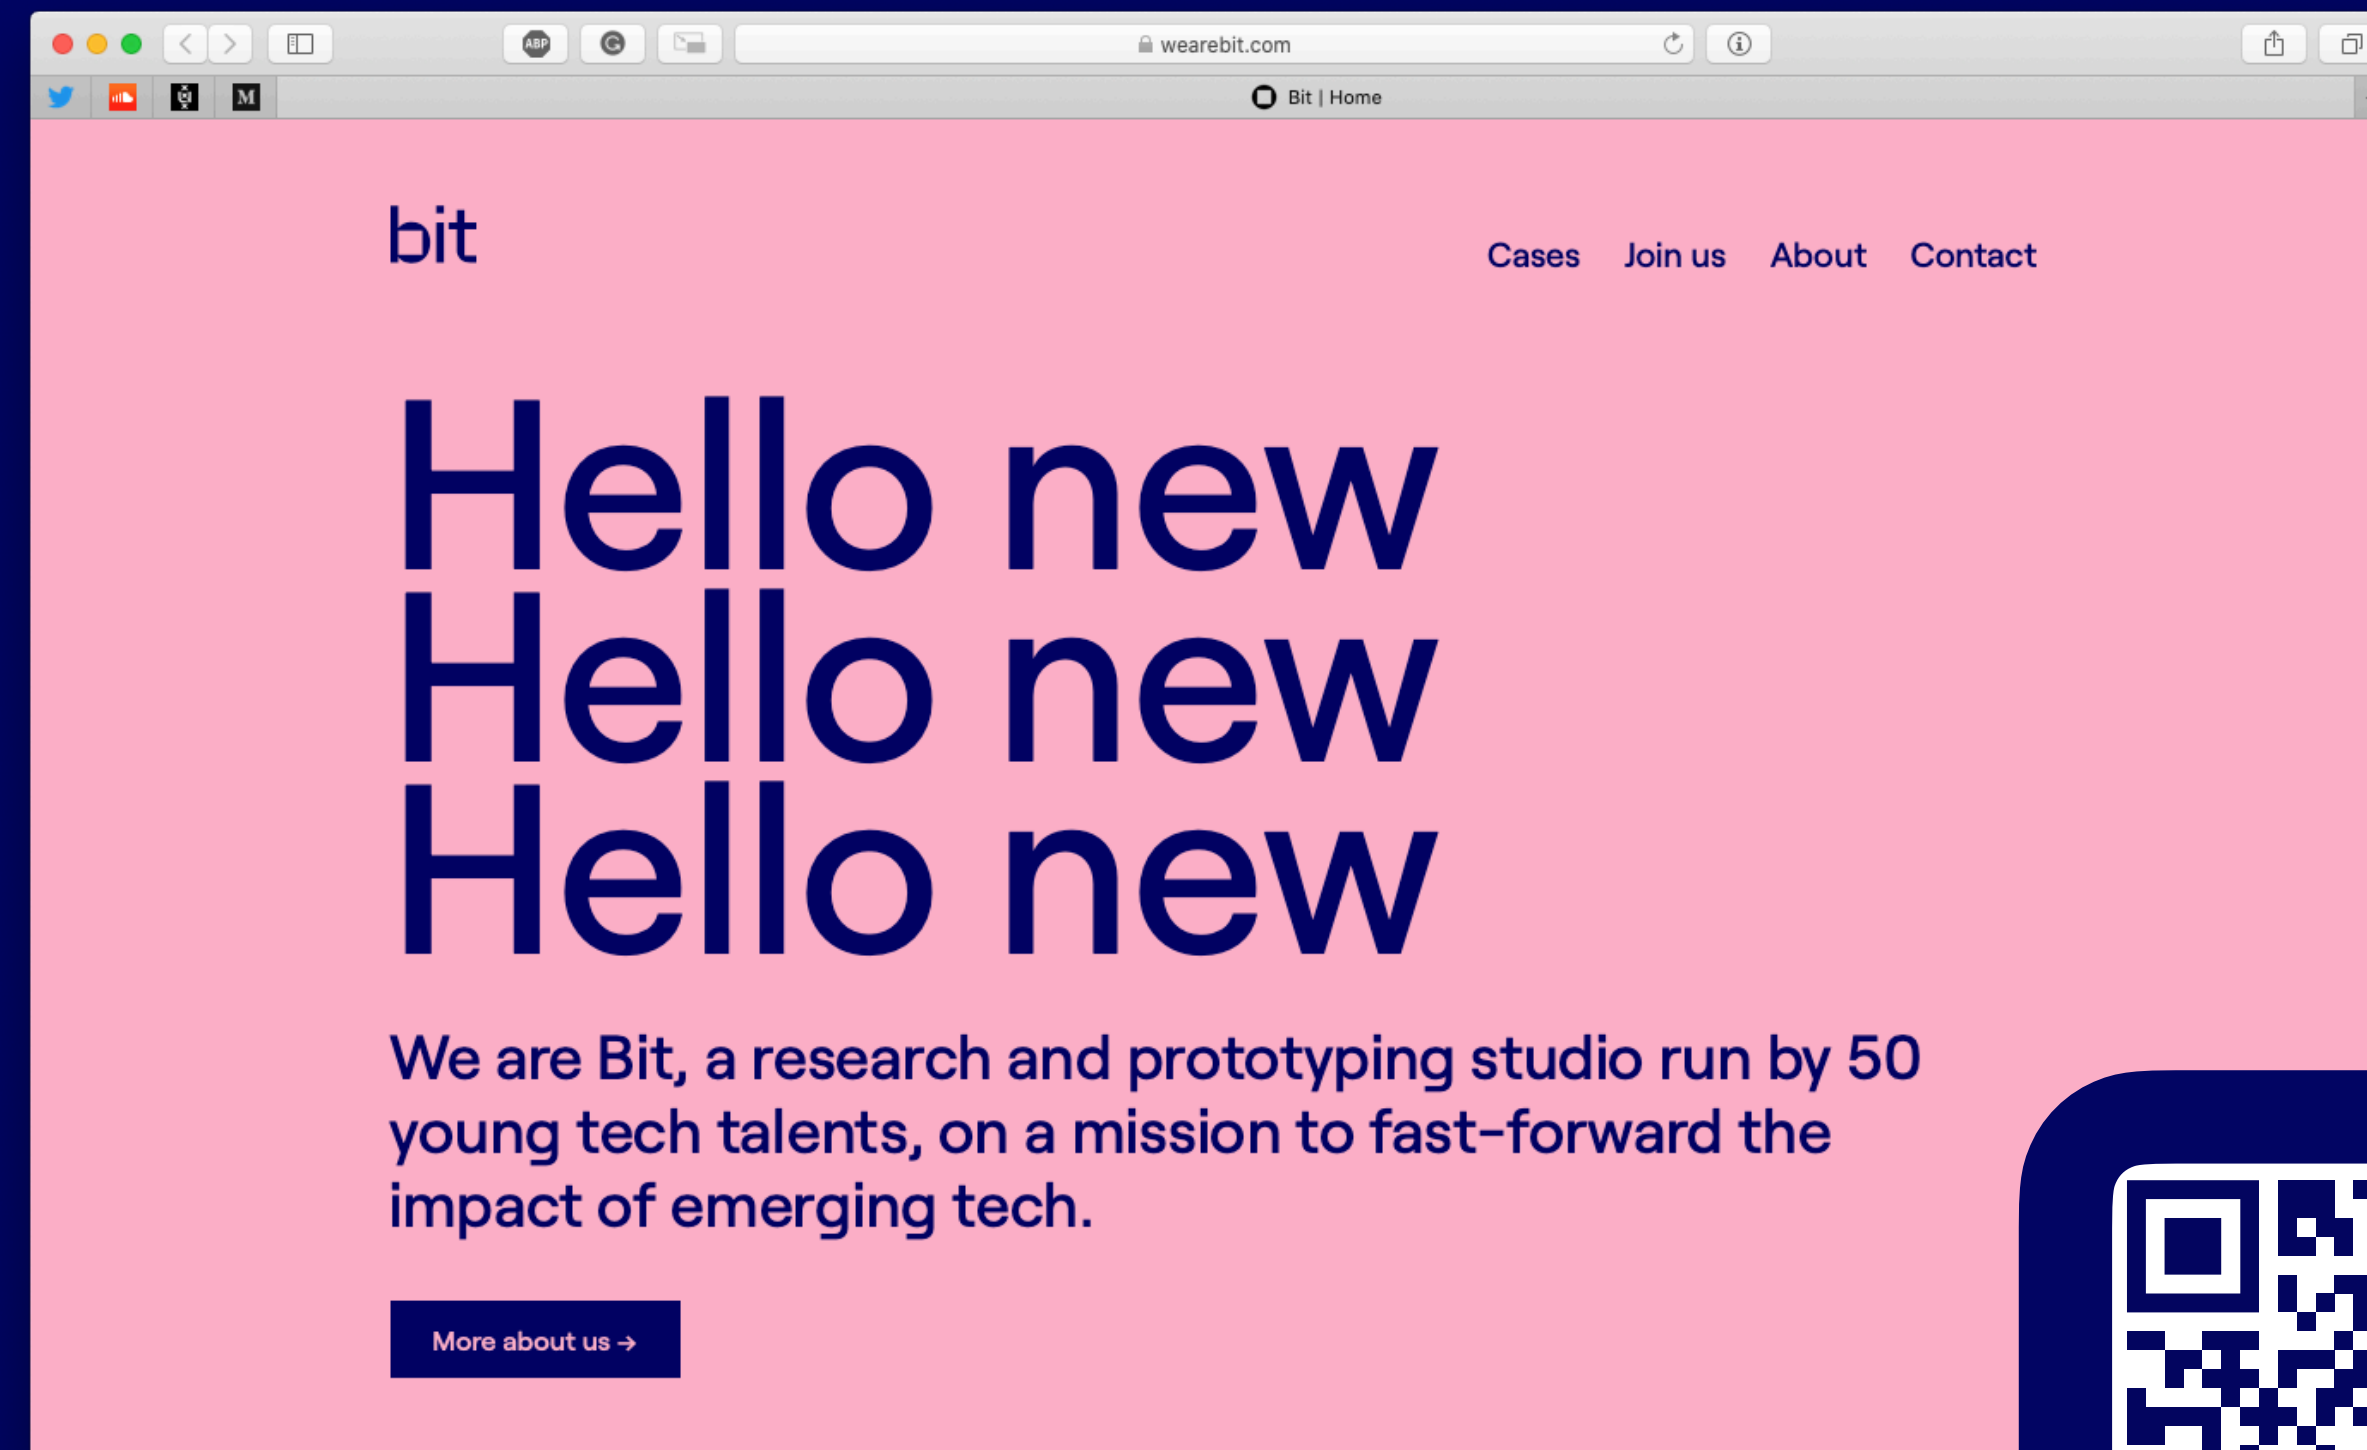 ABP
wearebit.com
M
Bit | Home
bit
Cases Join us About Contact
Hello new
Hello new
Hello new
We are Bit, a research and prototyping studio run by 50
young tech talents, on a mission to fast-forward the
impact of emerging tech.
More about us →